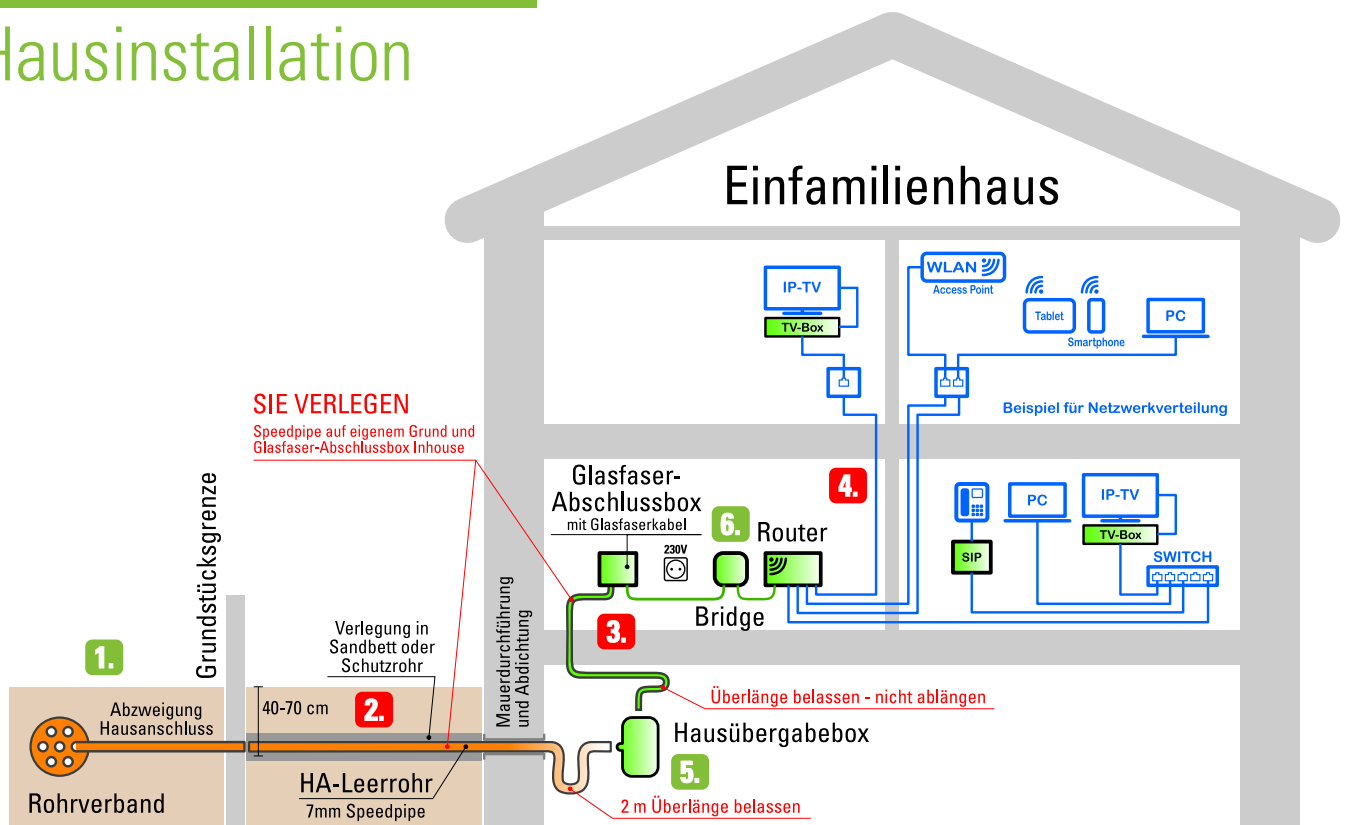 Hausinstallation
Einfamilienhaus
IP-TV
TV-Box
WLAN
Access Point
Tablet
Smartphone
PC
Beispiel für Netzwerkverteilung
SIE VERLEGEN
Speedpipe auf eigenem Grund und
Glasfaser-Abschlussbox Inhouse
Glasfaser-
Abschlussbox
mit Glasfaserkabel
230V
6.
Router
Bridge
4.
SIP
PC
IP-TV
TV-Box
SWITCH
3.
Grundstücksgrenze
1.
Abzweigung
Hausanschluss
Rohrverband
40-70 cm
2.
Verlegung in
Sandbett oder
Schutzrohr
HA-Leerrohr
7mm Speedpipe
Mauerdurchführung
und Abdichtung
Überlänge belassen - nicht ablängen
Hausübergabebox
5.
2 m Überlänge belassen